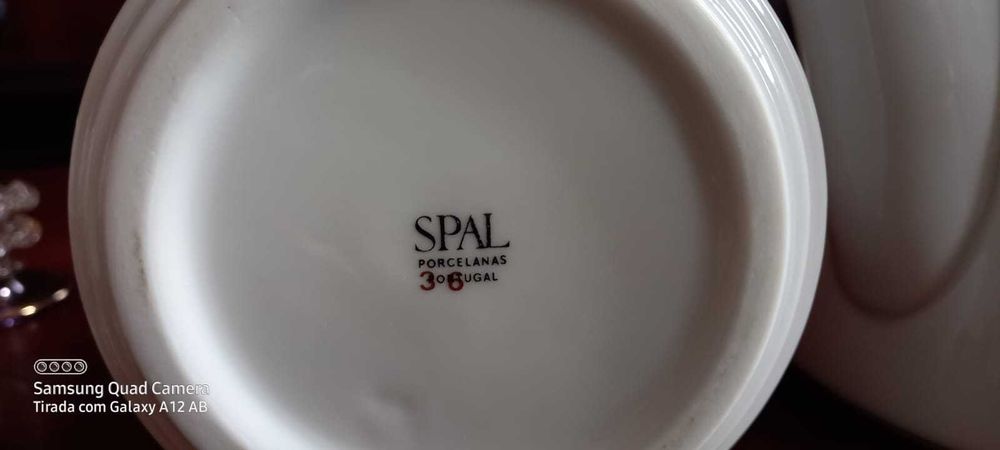 SPAL
PORCELANAS
PORTUGAL
36
Samsung Quad Camera
Tirada com Galaxy A12 AB